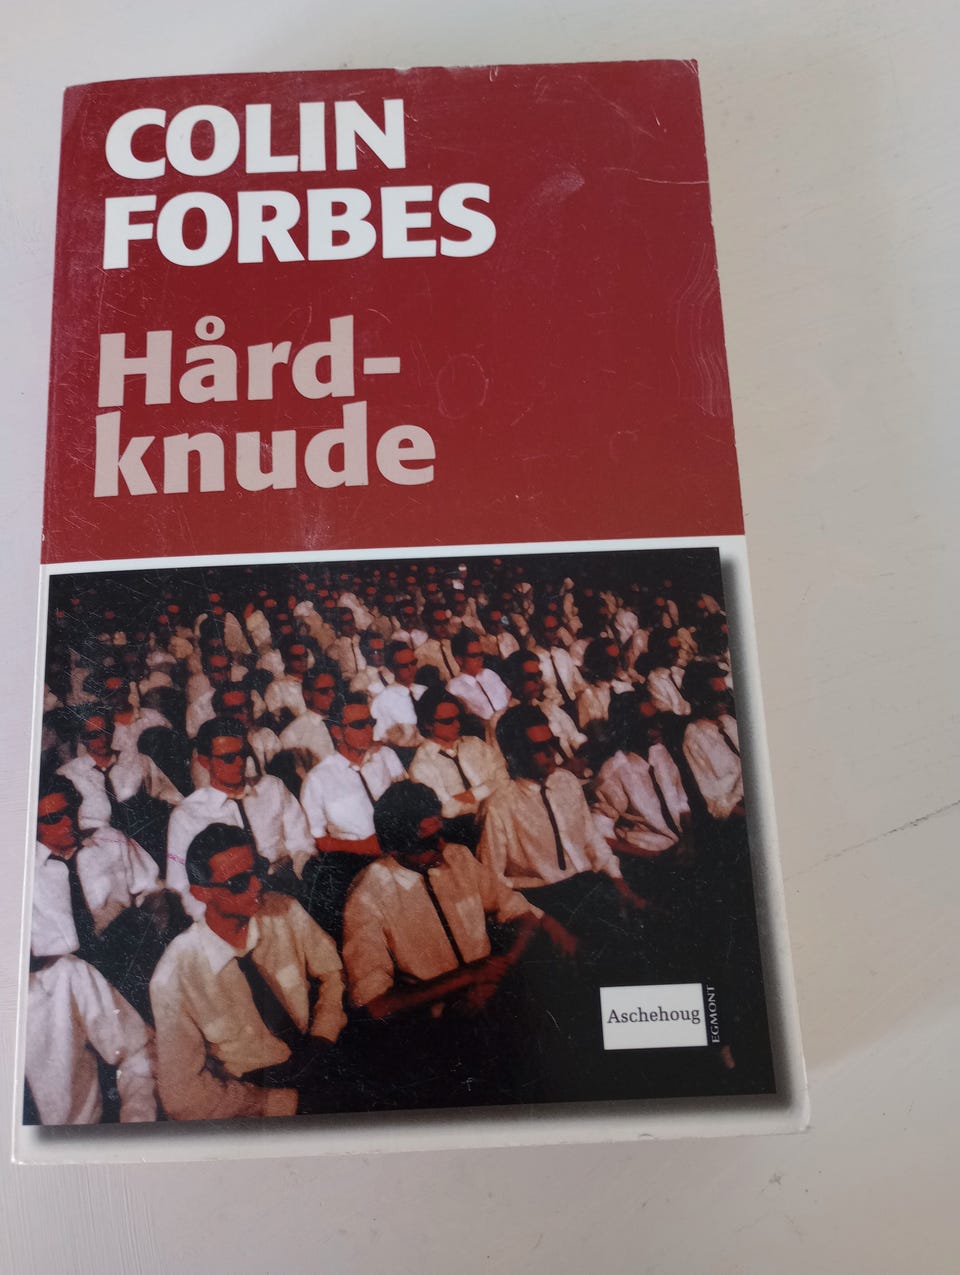 COLIN
FORBES
Hård-
knude
Aschehoug
EGMONT